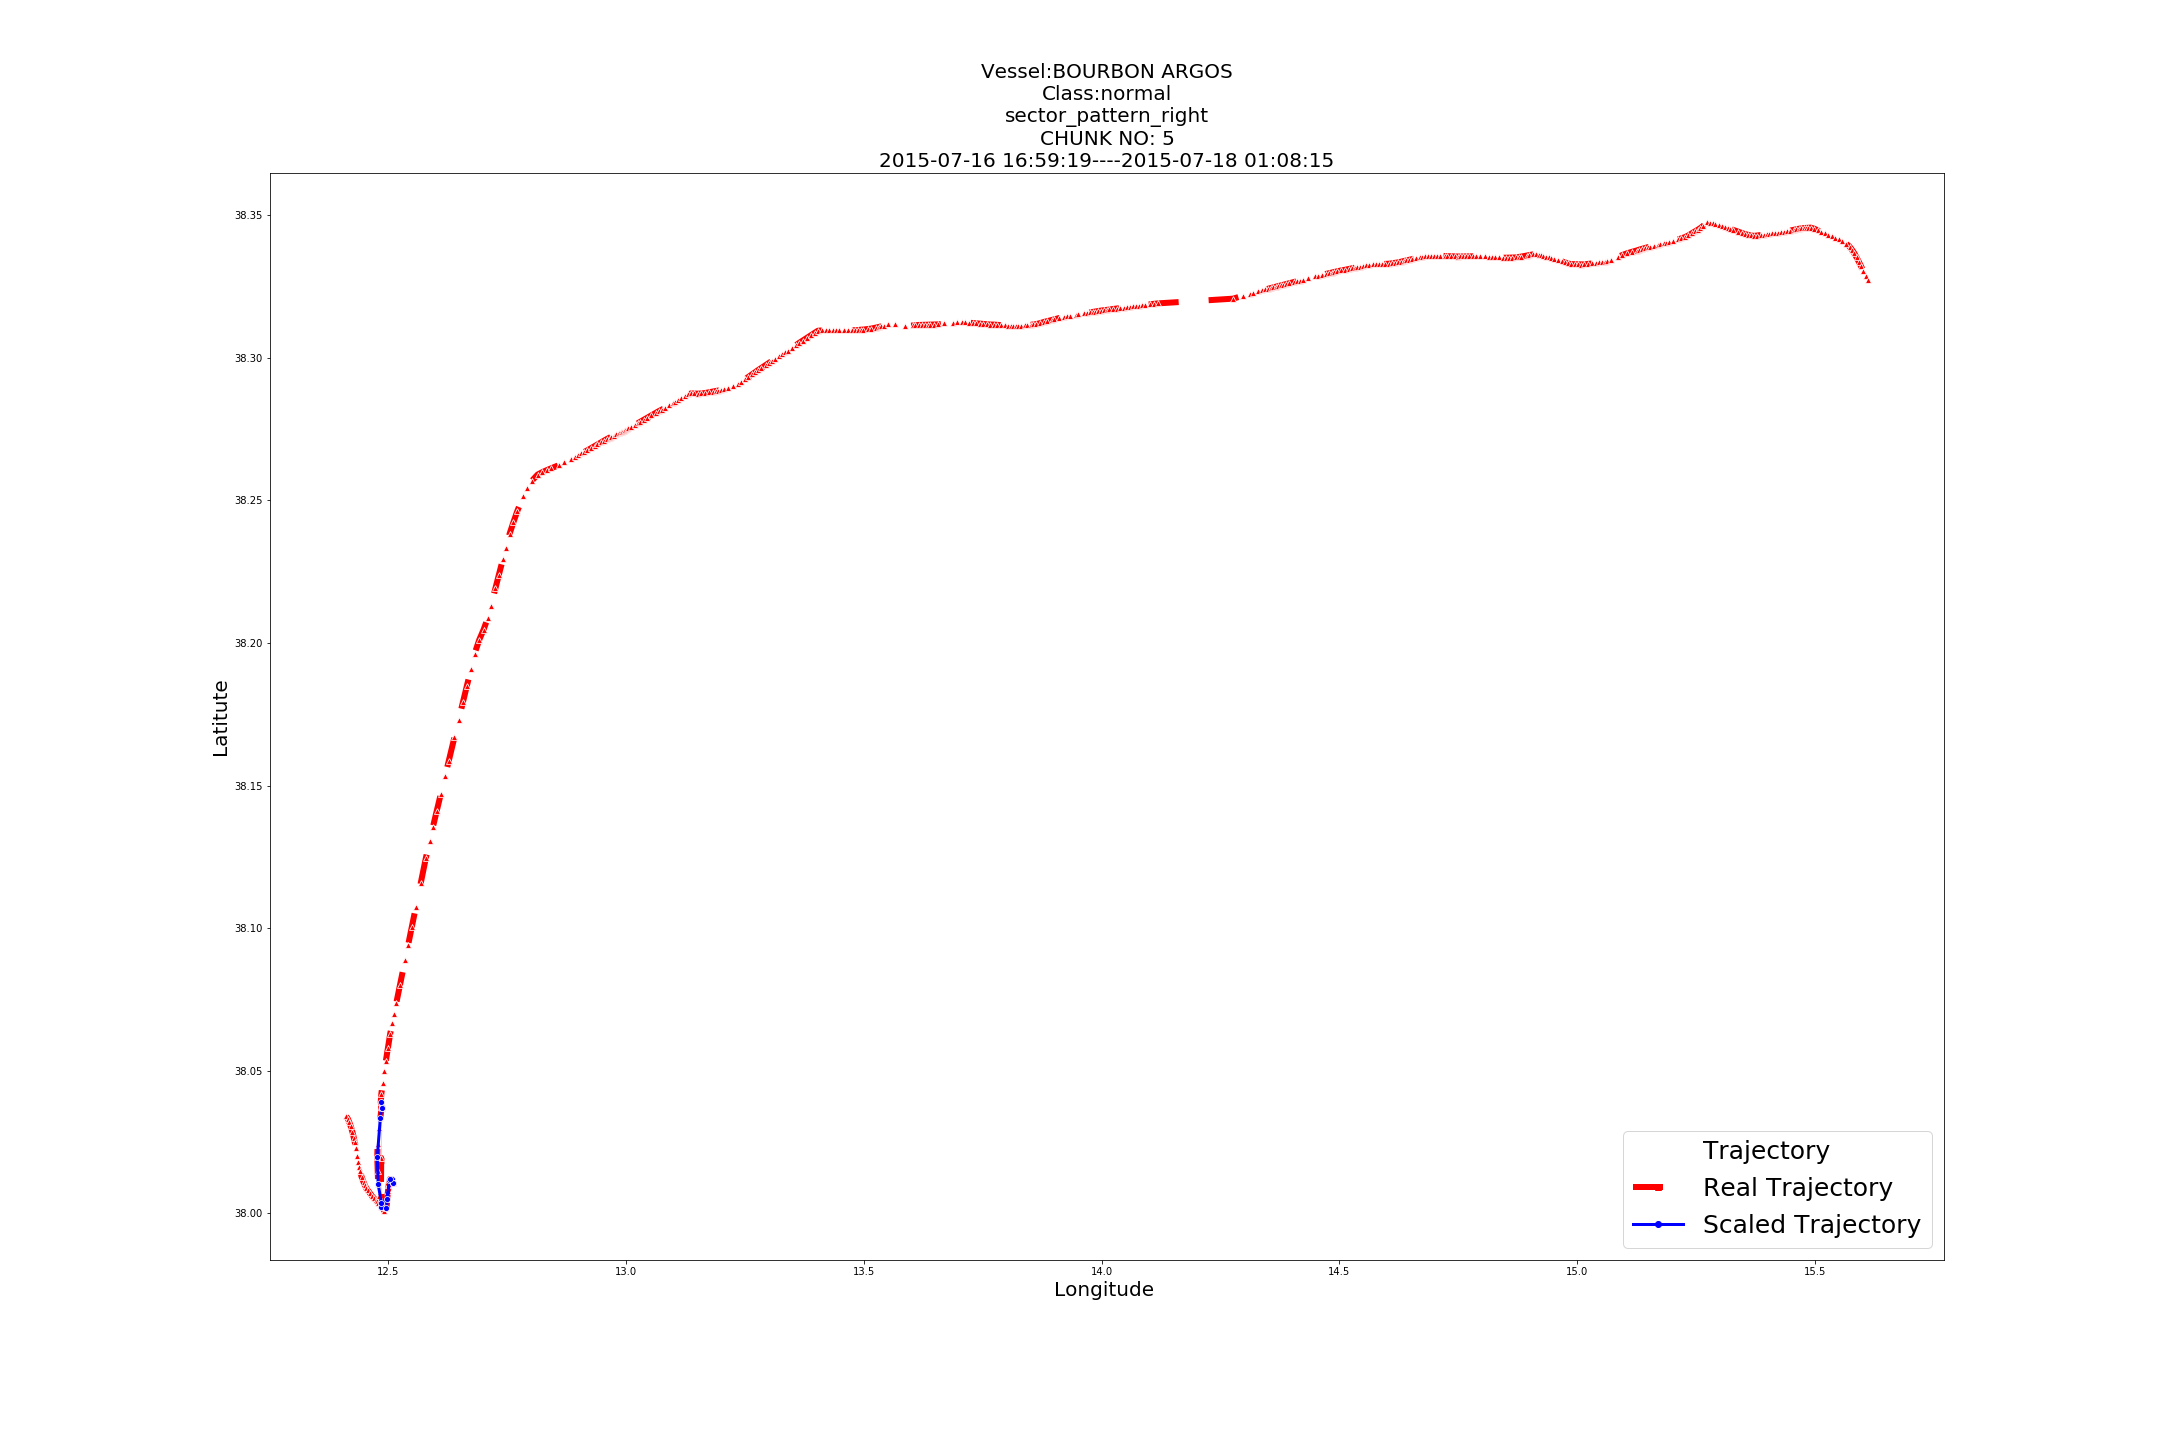 Vessel:BOURBON ARGOS
Class:normal
sector_pattern_right
CHUNK NO: 5
2015-07-16 16:59:19----2015-07-18 01:08:15
38.35
38.30
38.25
38.20
38.15
38.10
38.05
38.00
Latitute
12.5
13.0
13.5
14.0
14.5
15.0
15.5
Longitude
Trajectory
Real Trajectory
Scaled Trajectory